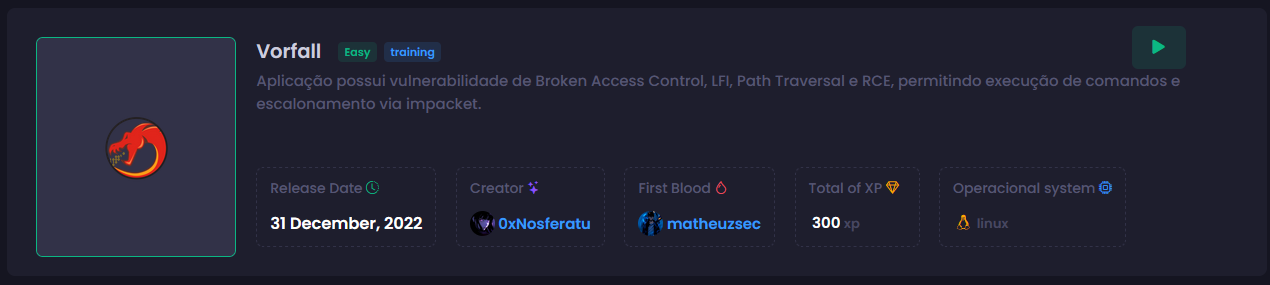 Vorfall Easy training
Aplicação possui vulnerabilidade de Broken Access Control, LFI, Path Traversal e RCE, permitindo execução de comandos e
escalonamento via impacket.
Release Date
31 December, 2022
Creator
0xNosferatu
First Blood
matheuzsec
Total of XP
300 xp
Operacional system
linux